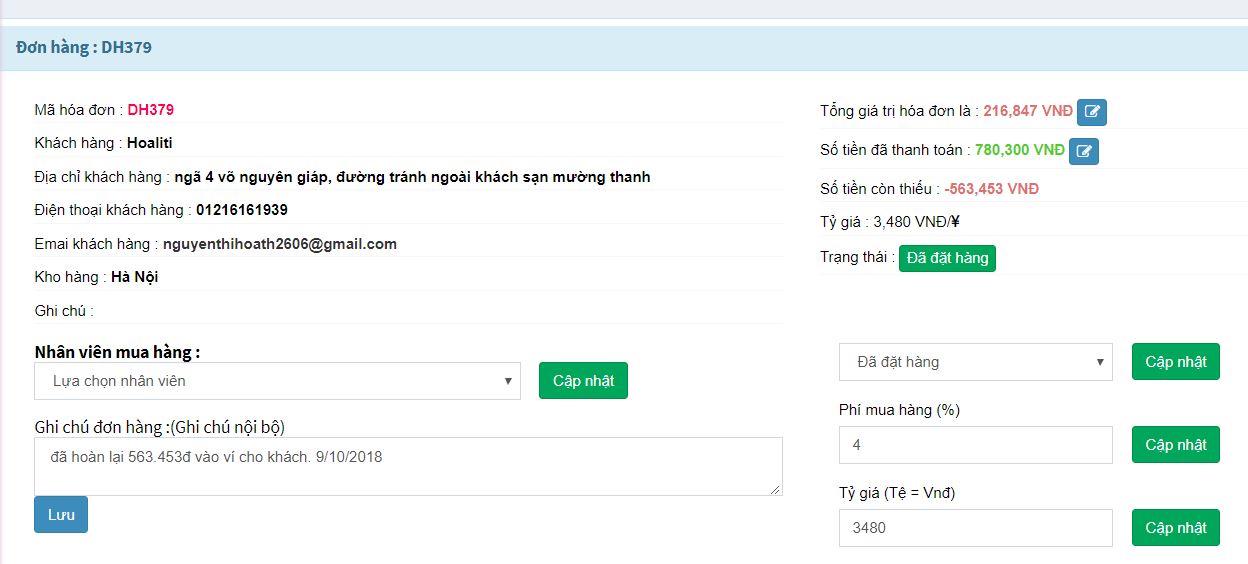 Đơn hàng : DH379
Mã hóa đơn : DH379
Khách hàng : Hoaliti
Địa chỉ khách hàng : ngã 4 võ nguyên giáp, đường tránh ngoài khách sạn mường thanh
Điện thoại khách hàng : 01216161939
Emai khách hàng : nguyenthihoath2606@gmail.com
Kho hàng : Hà Nội
Ghi chú :
Tổng giá trị hóa đơn là : 216,847 VNĐ
Số tiền đã thanh toán : 780,300 VNĐ
Số tiền còn thiếu : -563,453 VNĐ
Tỷ giá : 3,480 VNĐ/¥
Trạng thái : Đã đặt hàng
Nhân viên mua hàng :
Lựa chọn nhân viên
Cập nhật
Ghi chú đơn hàng :(Ghi chú nội bộ)
đã hoàn lại 563.453đ vào ví cho khách. 9/10/2018
Lưu
Đã đặt hàng
Cập nhật
Phí mua hàng (%)
4
Cập nhật
Tỷ giá (Tệ = Vnđ)
3480
Cập nhật